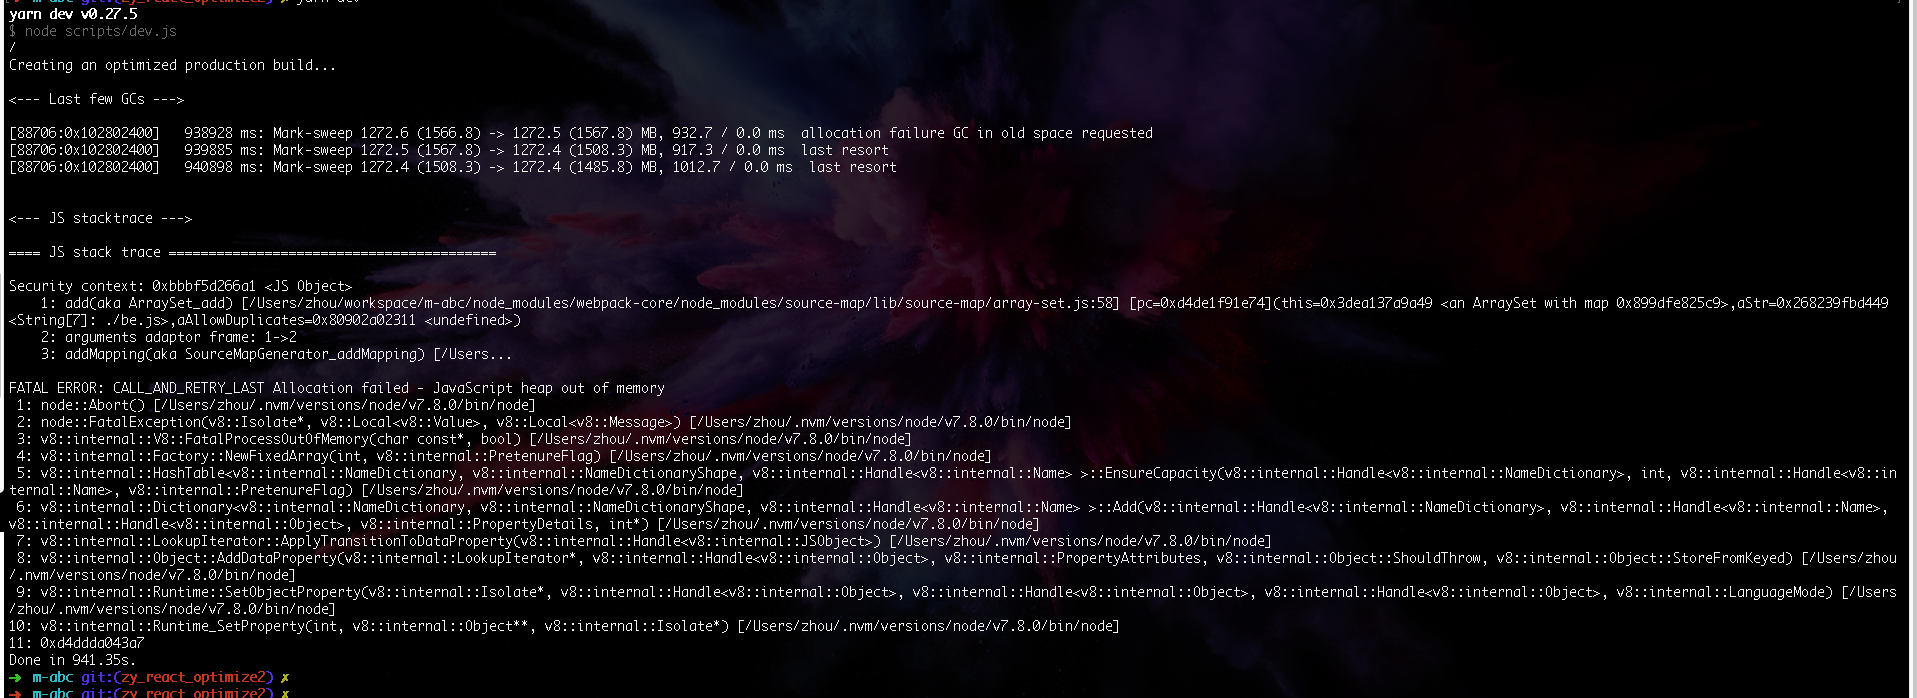 m-abc git:(zy_react_optimize2) ✗ yarn dev
yarn dev v0.27.5
$ node scripts/dev.js
/
Creating an optimized production build...
<--- Last few GCs --->
[88706:0x102802400]   938928 ms: Mark-sweep 1272.6 (1566.8) -> 1272.5 (1567.8) MB, 932.7 / 0.0 ms  allocation failure GC in old space requested
[88706:0x102802400]   939885 ms: Mark-sweep 1272.5 (1567.8) -> 1272.4 (1508.3) MB, 917.3 / 0.0 ms  last resort
[88706:0x102802400]   940898 ms: Mark-sweep 1272.4 (1508.3) -> 1272.4 (1485.8) MB, 1012.7 / 0.0 ms  last resort
<--- JS stacktrace --->
==== JS stack trace =========================================
Security context: 0xbbbf5d266a1 <JS Object>
    1: add(aka ArraySet_add) [/Users/zhou/workspace/m-abc/node_modules/webpack-core/node_modules/source-map/lib/source-map/array-set.js:58] [pc=0xd4de1f91e74](this=0x3dea137a9a49 <an ArraySet with map 0x899dfe825c9>,aStr=0x268239fbd449
<String[7]: ./be.js>,aAllowDuplicates=0x80902a02311 <undefined>)
    2: arguments adaptor frame: 1->2
    3: addMapping(aka SourceMapGenerator_addMapping) [/Users...
FATAL ERROR: CALL_AND_RETRY_LAST Allocation failed - JavaScript heap out of memory
 1: node::Abort() [/Users/zhou/.nvm/versions/node/v7.8.0/bin/node]
 2: node::FatalException(v8::Isolate*, v8::Local<v8::Value>, v8::Local<v8::Message>) [/Users/zhou/.nvm/versions/node/v7.8.0/bin/node]
 3: v8::internal::V8::FatalProcessOutOfMemory(char const*, bool) [/Users/zhou/.nvm/versions/node/v7.8.0/bin/node]
 4: v8::internal::Factory::NewFixedArray(int, v8::internal::PretenureFlag) [/Users/zhou/.nvm/versions/node/v7.8.0/bin/node]
 5: v8::internal::HashTable<v8::internal::NameDictionary, v8::internal::NameDictionaryShape, v8::internal::Handle<v8::internal::Name> >::EnsureCapacity(v8::internal::Handle<v8::internal::NameDictionary>, int, v8::internal::Handle<v8::in
ternal::Name>, v8::internal::PretenureFlag) [/Users/zhou/.nvm/versions/node/v7.8.0/bin/node]
 6: v8::internal::Dictionary<v8::internal::NameDictionary, v8::internal::NameDictionaryShape, v8::internal::Handle<v8::internal::Name> >::Add(v8::internal::Handle<v8::internal::NameDictionary>, v8::internal::Handle<v8::internal::Name>,
v8::internal::Handle<v8::internal::Object>, v8::internal::PropertyDetails, int*) [/Users/zhou/.nvm/versions/node/v7.8.0/bin/node]
 7: v8::internal::LookupIterator::ApplyTransitionToDataProperty(v8::internal::Handle<v8::internal::JSObject>) [/Users/zhou/.nvm/versions/node/v7.8.0/bin/node]
 8: v8::internal::Object::AddDataProperty(v8::internal::LookupIterator*, v8::internal::Handle<v8::internal::Object>, v8::internal::PropertyAttributes, v8::internal::Object::ShouldThrow, v8::internal::Object::StoreFromKeyed) [/Users/zhou
/.nvm/versions/node/v7.8.0/bin/node]
 9: v8::internal::Runtime::SetObjectProperty(v8::internal::Isolate*, v8::internal::Handle<v8::internal::Object>, v8::internal::Handle<v8::internal::Object>, v8::internal::Handle<v8::internal::Object>, v8::internal::LanguageMode) [/Users
/zhou/.nvm/versions/node/v7.8.0/bin/node]
10: v8::internal::Runtime_SetProperty(int, v8::internal::Object**, v8::internal::Isolate*) [/Users/zhou/.nvm/versions/node/v7.8.0/bin/node]
11: 0xd4ddda043a7
Done in 941.35s.
➜  m-abc git:(zy_react_optimize2) ✗
➜  m-abc git:(zy_react_optimize2) ✗